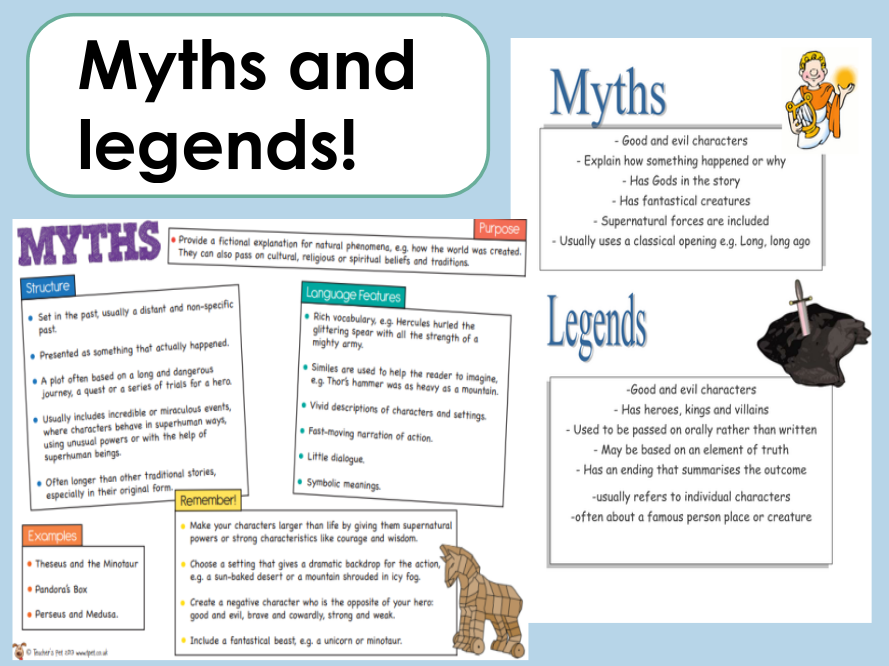 Myths and
legends!
MYTHS
Purpose
• Provide a fictional explanation for natural phenomena, e.g. how the world was created.
They can also pass on cultural, religious or spiritual beliefs and traditions.
Structure
• Set in the past, usually a distant and non-specific
past.
• Presented as something that actually happened.
• A plot often based on a long and dangerous
journey, a quest or a series of trials for a hero.
• Usually includes incredible or miraculous events,
where characters behave in superhuman ways,
using unusual powers or with the help of
superhuman beings.
• Often longer than other traditional stories,
especially in their original form.
Language Features
• Rich vocabulary, e.g. Hercules hurled the
glittering spear with all the strength of a
mighty army.
• Similes are used to help the reader to imagine,
e.g. Thor's hammer was as heavy as a mountain.
• Vivid descriptions of characters and settings.
• Fast-moving narration of action.
• Little dialogue.
• Symbolic meanings.
Examples
• Theseus and the Minotaur
• Pandora's Box
• Perseus and Medusa.
Remember!
• Make your characters larger than life by giving them supernatural
powers or strong characteristics like courage and wisdom.
• Choose a setting that gives a dramatic backdrop for the action,
e.g. a sun-baked desert or a mountain shrouded in icy fog.
• Create a negative character who is the opposite of your hero:
good and evil, brave and cowardly, strong and weak.
• Include a fantastical beast, e.g. a unicorn or minotaur.
© Teacher's Pet 2013 www.tpet.co.uk
Myths
- Good and evil characters
- Explain how something happened or why
- Has Gods in the story
- Has fantastical creatures
- Supernatural forces are included
- Usually uses a classical opening e.g. Long, long ago
Legends
-Good and evil characters
- Has heroes, kings and villains
- Used to be passed on orally rather than written
- May be based on an element of truth
- Has an ending that summarises the outcome
-usually refers to individual characters
-often about a famous person place or creature